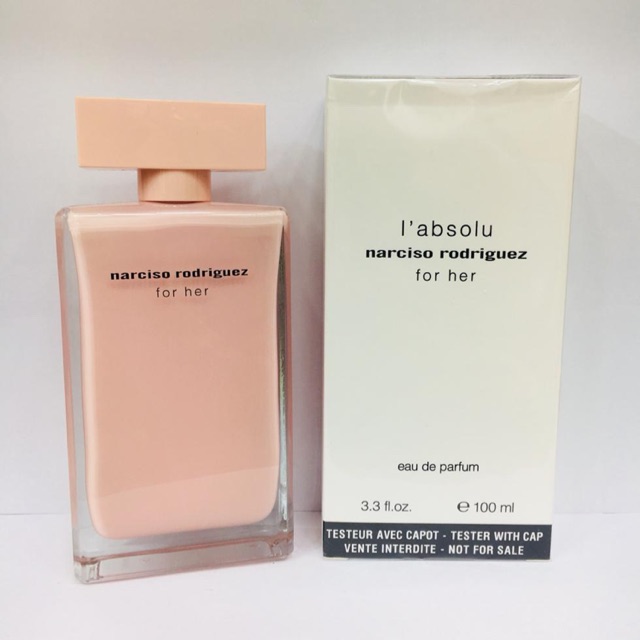 narciso rodriguez
for her
l'absolu
narciso rodriguez
for her
eau de parfum
3.3 fl.oz. ℮ 100 ml
TESTEUR AVEC CAPOT - TESTER WITH CAP
VENTE INTERDITE - NOT FOR SALE